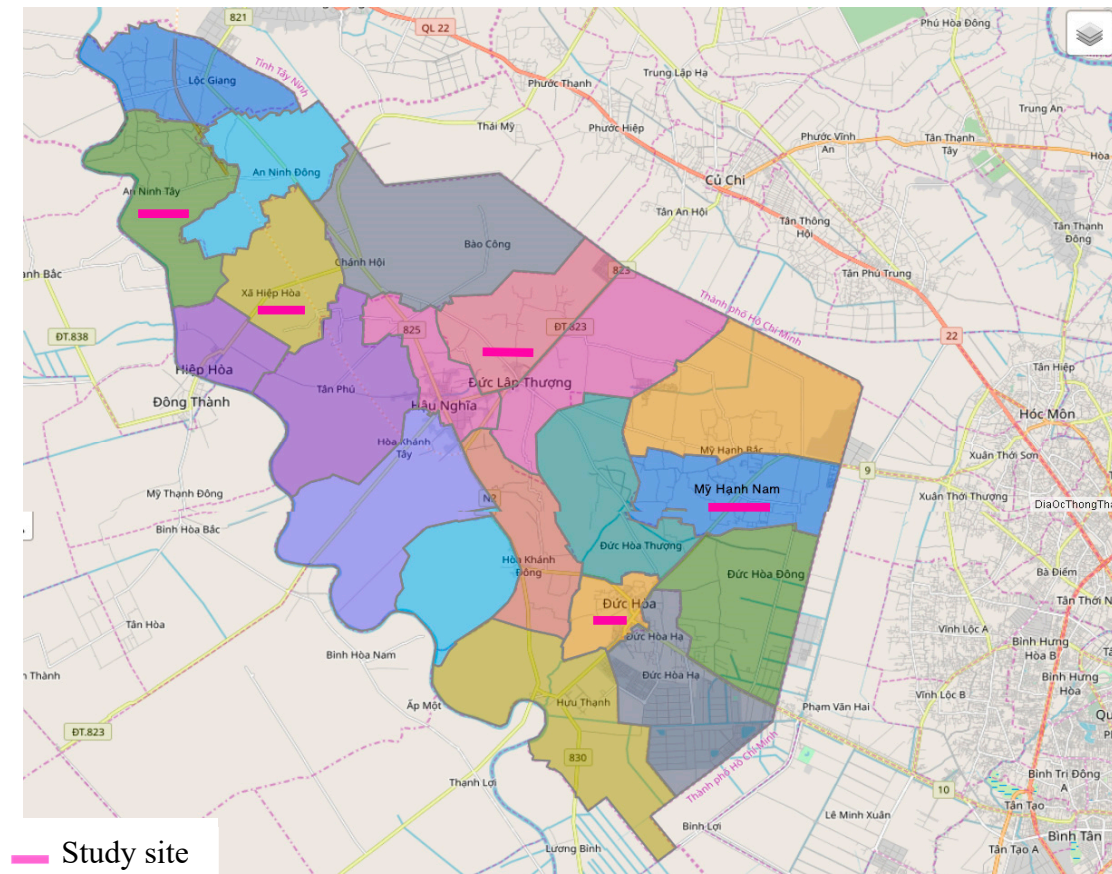 821
QL 22
Phú Hòa Đông
Lộc Giang
Tỉnh Tây Ninh
Phước Thạnh
Trung Lập Hạ
Trung An
Thái Mỹ
Phước Hiệp
Phước Vĩnh
An
Tân Thạnh
Tây
Hòa
An Ninh Đông
Củ Chi
An Ninh Tây
Tân An Hội
Tân Thông
Hội
Tân Thạnh
Đông
Bào Công
Chánh Hội
anh Bắc
823
Tân Phú Trung
Xã Hiệp Hòa
Thành phố Hồ Chí Minh
825
ĐT.823
ĐT.838
22
Hiệp Hòa
Tân Phú
Đức Lập Thượng
Tân Hiệp
Đông Thành
Hậu Nghĩa
Hóc Môn
Hòa Khánh
Tây
Mỹ Hạnh Bắc
Xuân Thới Sơn
9
Mỹ Thạnh Đông
N2
Mỹ Hạnh Nam
Xuân Thới Thượng
DiaOcThongTha
Bình Hòa Bắc
Đức Hòa Thượng
Hòa Khánh
Đông
Đức Hòa Đông
Bà Điểm
Tân Thới N
Đức Hòa
Tân Hòa
Đức Hòa Hạ
Vĩnh Lộc A
Bình Hưng
Hòa B
Bình Hòa Nam
Đức Hòa Hạ
Bình Hưng
Hòa
n Thành
Ấp Một
Hựu Thạnh
Vĩnh Lộc B
Phạm Văn Hai
Qu
ĐT.823
830
Thành phố Hồ Chí Minh
Thạnh Lợi
Bình Trị Đông
A
10
Tân Tạo
Bình Lợi
Lê Minh Xuân
Bình Tân
Lương Bình
Tân Tạo A
Study site